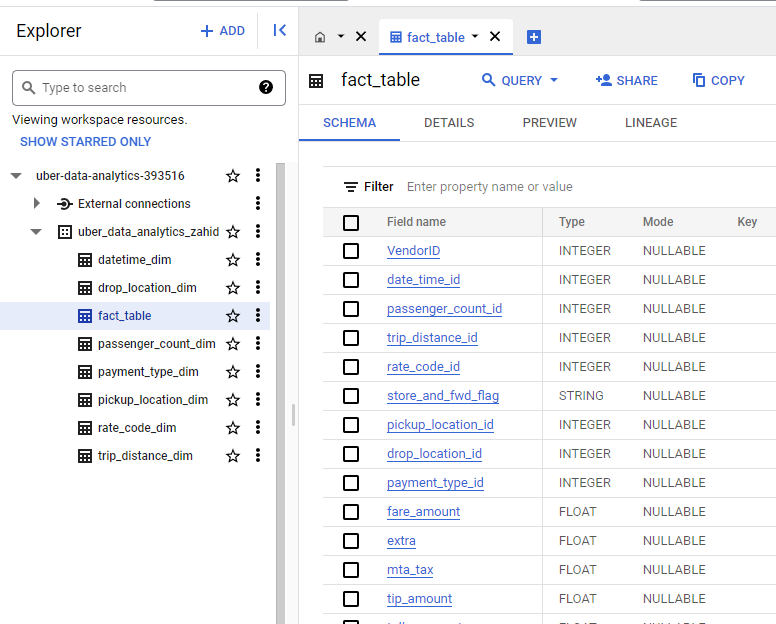 Explorer
+ ADD
Type to search
Viewing workspace resources.
SHOW STARRED ONLY
uber-data-analytics-393516
External connections
uber_data_analytics_zahid
datetime_dim
drop_location_dim
fact_table
passenger_count_dim
payment_type_dim
pickup_location_dim
rate_code_dim
trip_distance_dim
fact_table
fact_table
QUERY
SHARE
COPY
SCHEMA DETAILS PREVIEW LINEAGE
Filter Enter property name or value
Field name Type Mode Key
VendorID INTEGER NULLABLE
date_time_id INTEGER NULLABLE
passenger_count_id INTEGER NULLABLE
trip_distance_id INTEGER NULLABLE
rate_code_id INTEGER NULLABLE
store_and_fwd_flag STRING NULLABLE
pickup_location_id INTEGER NULLABLE
drop_location_id INTEGER NULLABLE
payment_type_id INTEGER NULLABLE
fare_amount FLOAT NULLABLE
extra FLOAT NULLABLE
mta_tax FLOAT NULLABLE
tip_amount FLOAT NULLABLE